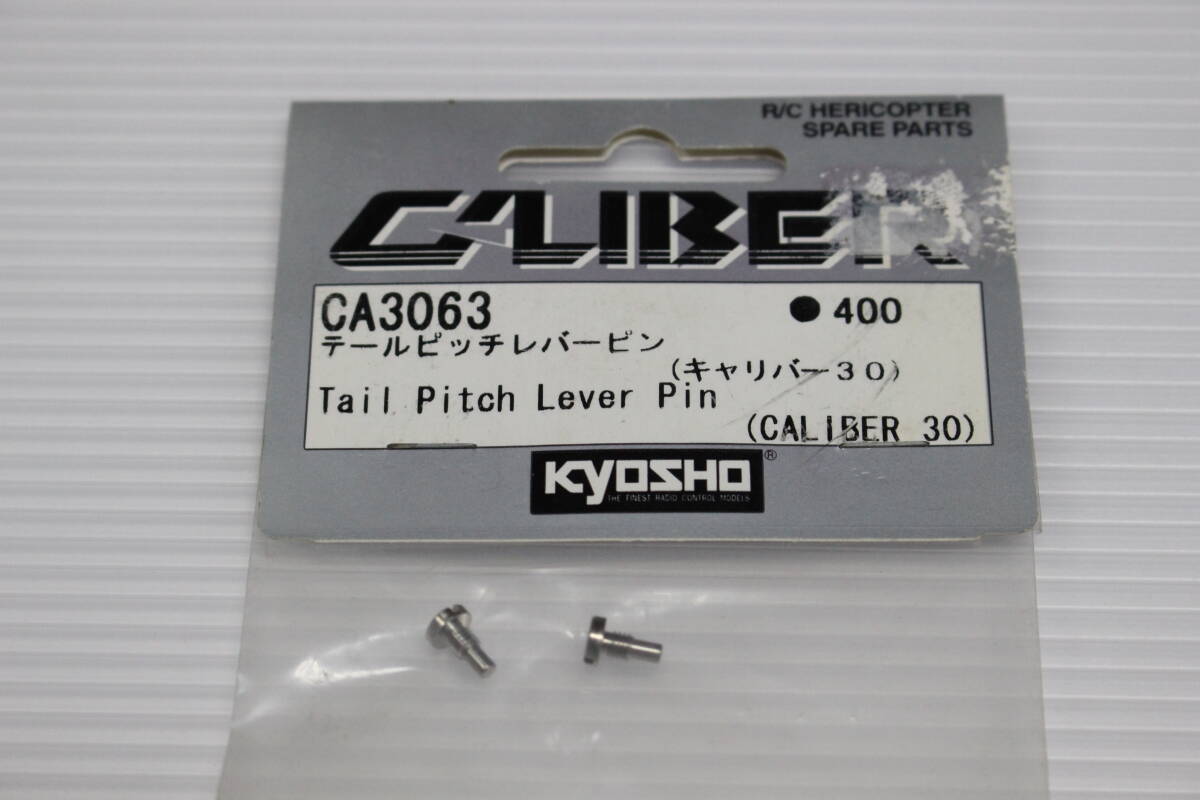 R/C HERICOPTER
SPARE PARTS
CALIBER
CA3063 ● 400
テールピッチレバーピン
(キャリバー30)
Tail Pitch Lever Pin
(CALIBER 30)
KYOSHO®
THE FINEST RADIO CONTROL MODELS